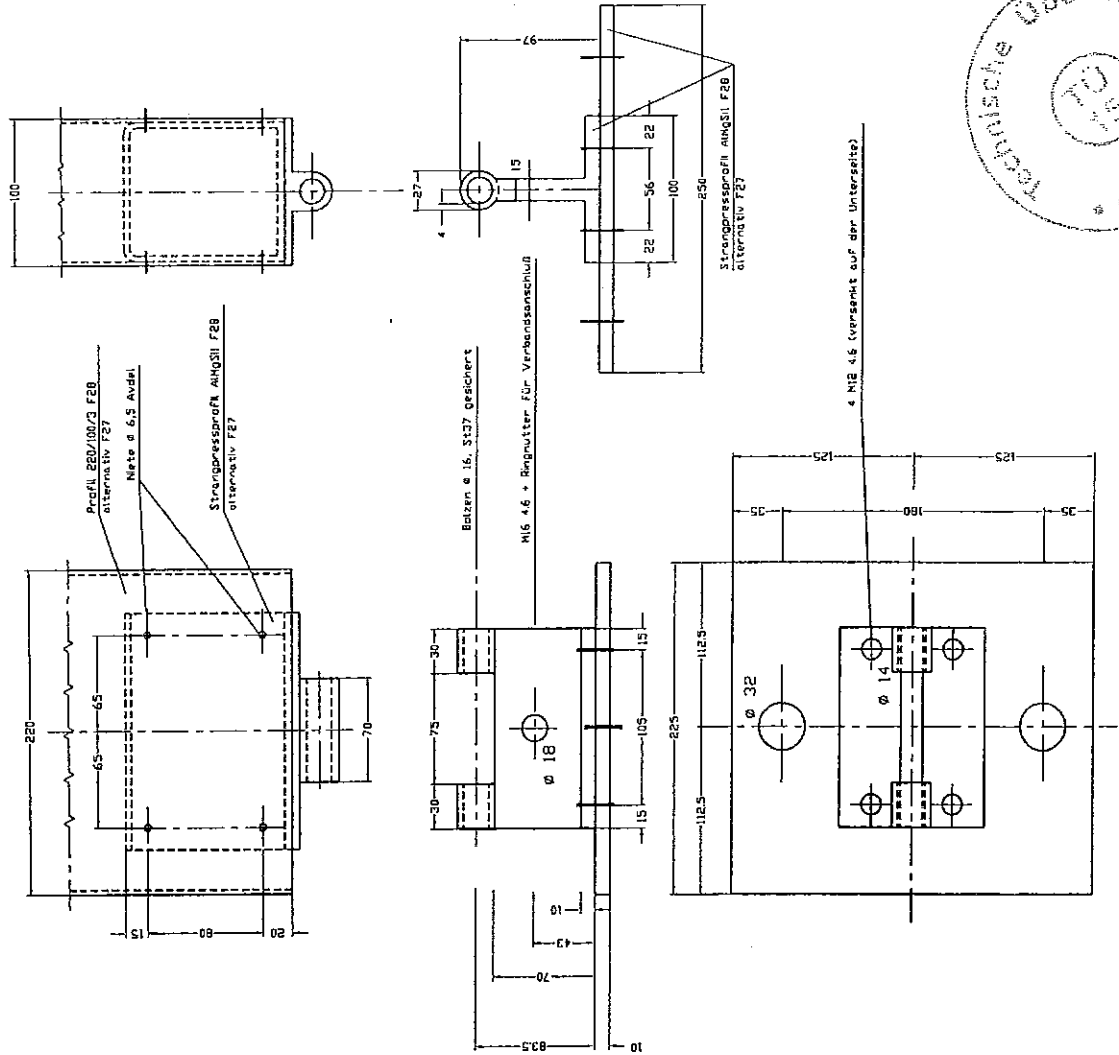 100
Profil 220/100/3 F28
alternativ F27
Niete ø 6,5 Avdel
Strangpressprofil AlMgSi1 F28
alternativ F27
220
65
65
70
15
80
20
97
27
4
15
22
56
22
100
250
Strangpressprofil AlMgSi1 F28
alternativ F27
Technische
TÜ
Bolzen ø 16, St37 gesichert
M16 4.6 + Ringmutter für Verbandsanschluß
30
75
30
ø 18
15
105
15
10
43
70
83.5
10
4 M12 4.6 (versenkt auf der Unterseite)
225
112.5
112.5
ø 32
ø 14
35
180
35
125
125